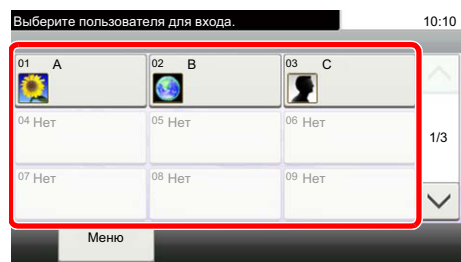 Выберите пользователя для входа. 10:10
01 A 02 B 03 C
04 Нет 05 Нет 06 Нет
1/3
07 Нет 08 Нет 09 Нет
Меню